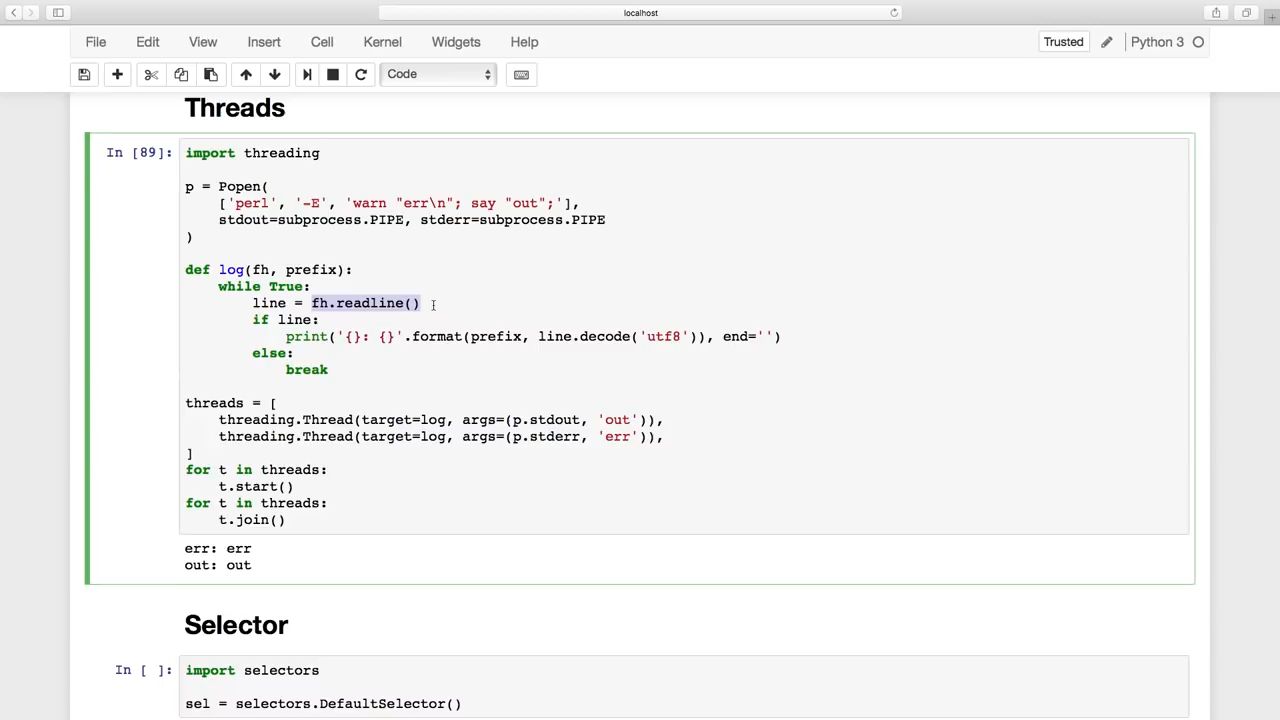 localhost
File Edit View Insert Cell Kernel Widgets Help Trusted Python 3
Code
Threads
In [89]:
import threading
p = Popen(
    ['perl', '-E', 'warn "err\n"; say "out";'],
    stdout=subprocess.PIPE, stderr=subprocess.PIPE
)
def log(fh, prefix):
    while True:
        line = fh.readline()
        if line:
            print('{}: {}'.format(prefix, line.decode('utf8')), end='')
        else:
            break
threads = [
    threading.Thread(target=log, args=(p.stdout, 'out')),
    threading.Thread(target=log, args=(p.stderr, 'err')),
]
for t in threads:
    t.start()
for t in threads:
    t.join()
err: err
out: out
Selector
In [ ]:
import selectors
sel = selectors.DefaultSelector()